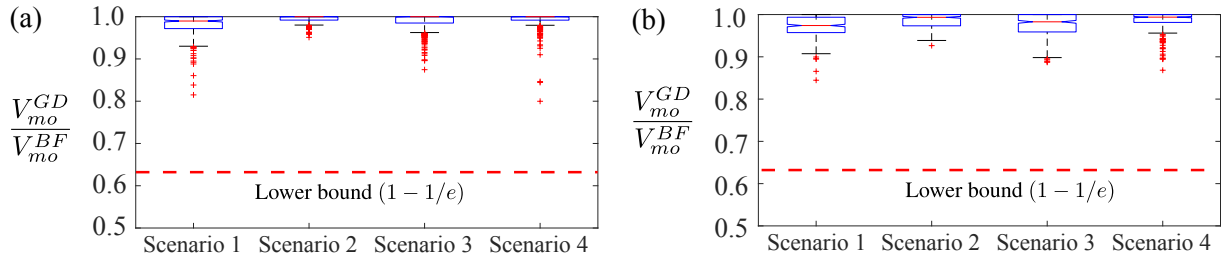 (a)
V_{mo}^{GD}
V_{mo}^{BF}
1.0
0.9
0.8
0.7
0.6
0.5
Lower bound (1 − 1/e)
Scenario 1 Scenario 2 Scenario 3 Scenario 4
(b)
V_{mo}^{GD}
V_{mo}^{BF}
1.0
0.9
0.8
0.7
0.6
0.5
Lower bound (1 − 1/e)
Scenario 1 Scenario 2 Scenario 3 Scenario 4